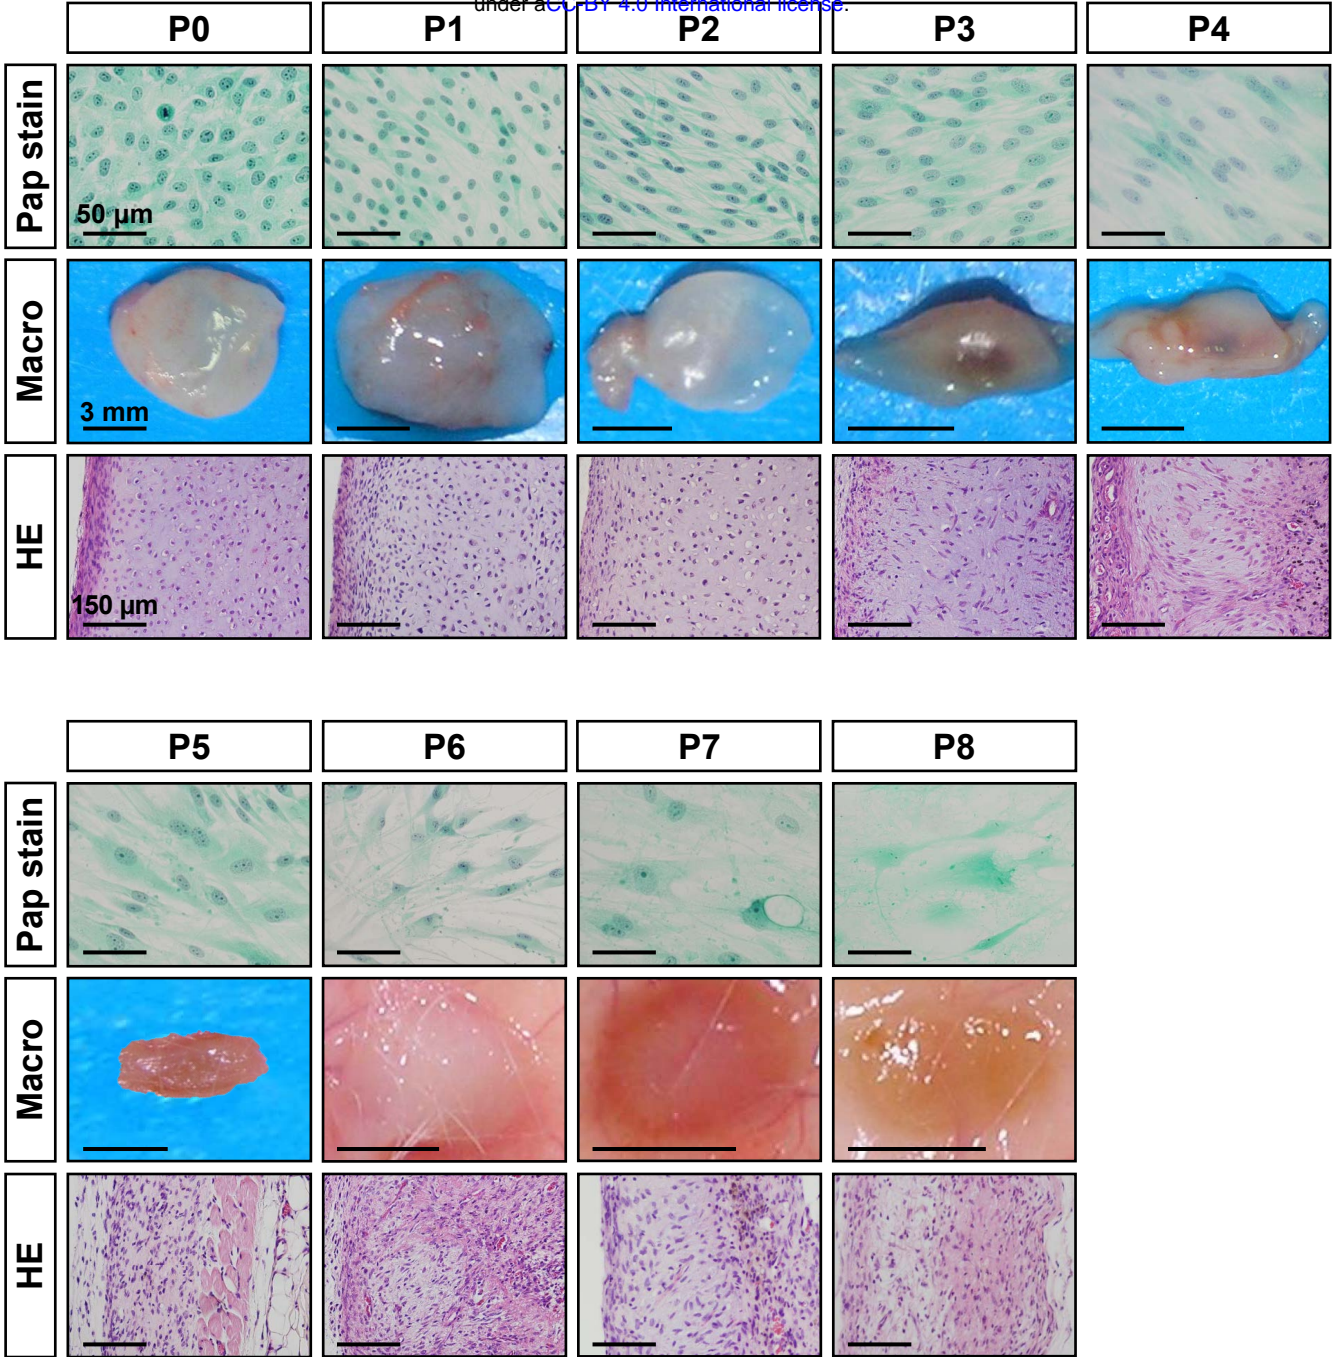 under aCC-BY 4.0 International license.
P0 P1 P2 P3 P4
Pap stain
50 µm
Macro
3 mm
HE
150 µm
P5 P6 P7 P8
Pap stain
Macro
HE